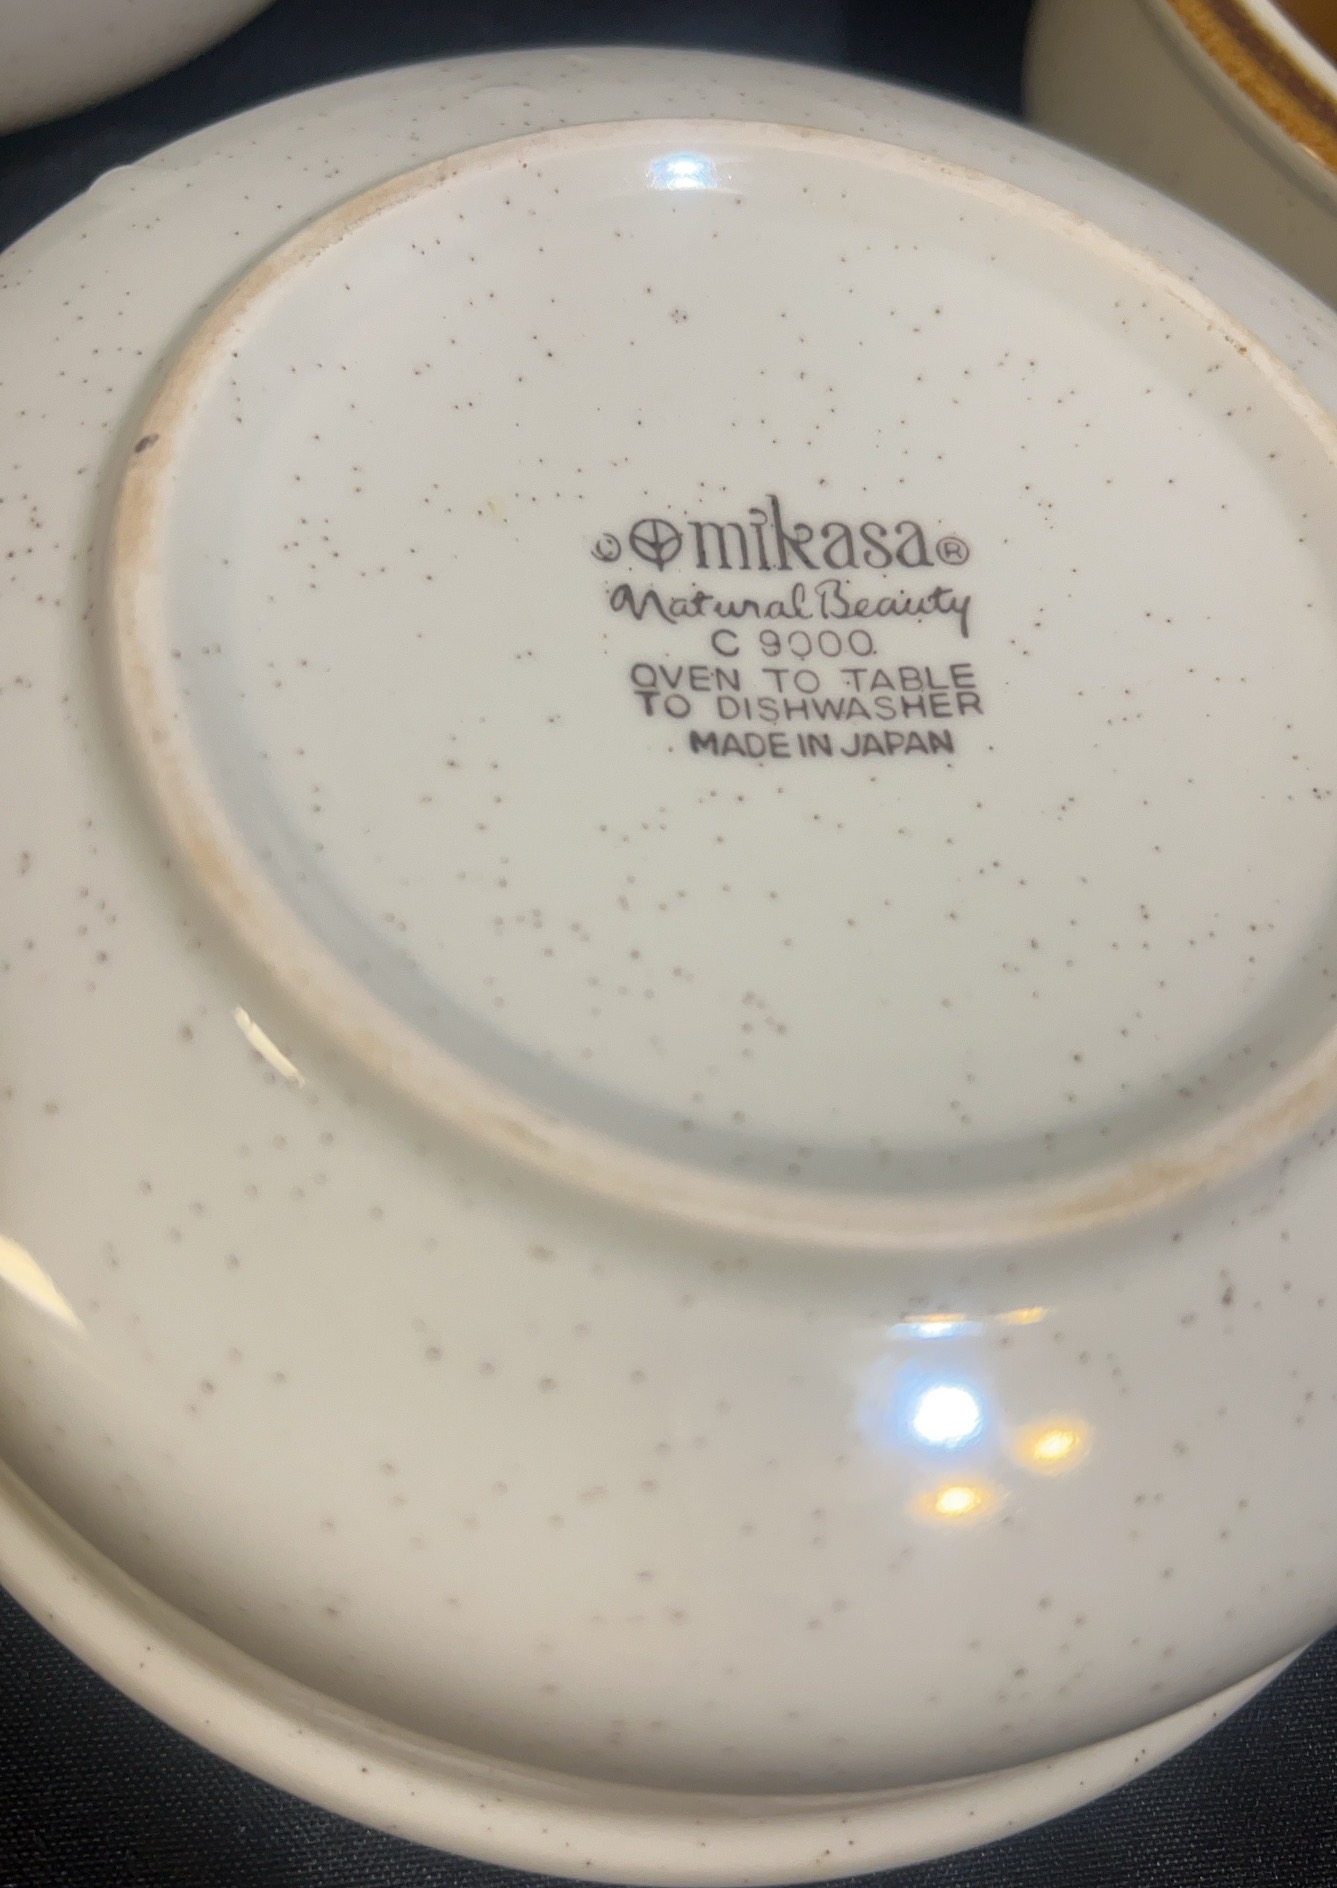 © mikasa®
Natural Beauty
C 9000
OVEN TO TABLE
TO DISHWASHER
MADE IN JAPAN